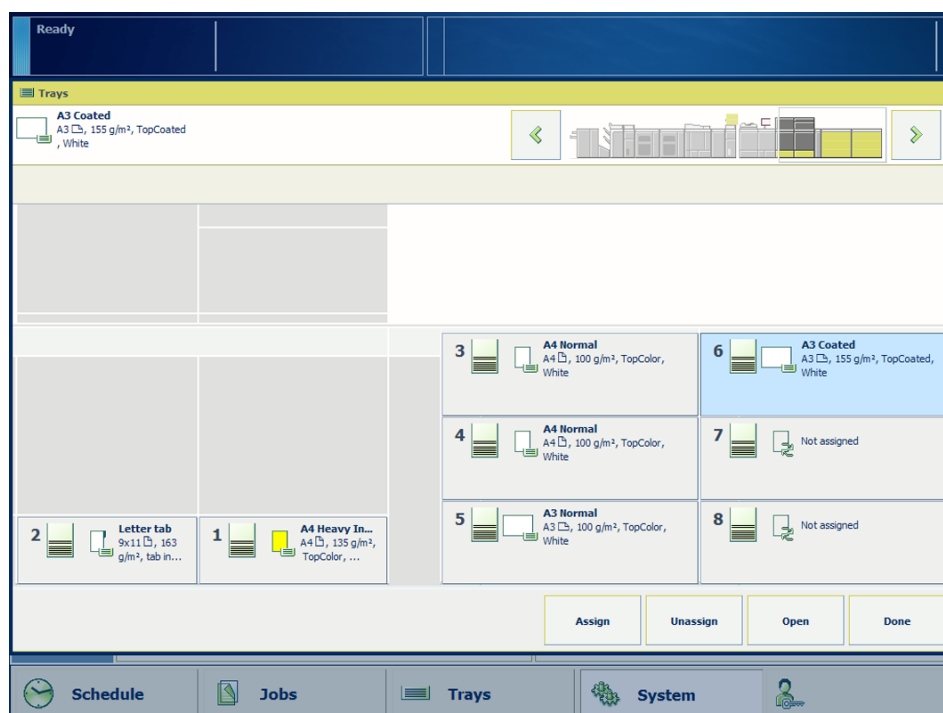 Ready
Trays
A3 Coated
A3, 155 g/m², TopCoated
, White
3
A4 Normal
A4, 100 g/m², TopColor,
White
6
A3 Coated
A3, 155 g/m², TopCoated,
White
4
A4 Normal
A4, 100 g/m², TopColor,
White
7
Not assigned
2
Letter tab
9x11, 163
g/m², tab in...
1
A4 Heavy In...
A4, 135 g/m²,
TopColor, ...
5
A3 Normal
A3, 100 g/m², TopColor,
White
8
Not assigned
Assign
Unassign
Open
Done
Schedule
Jobs
Trays
System